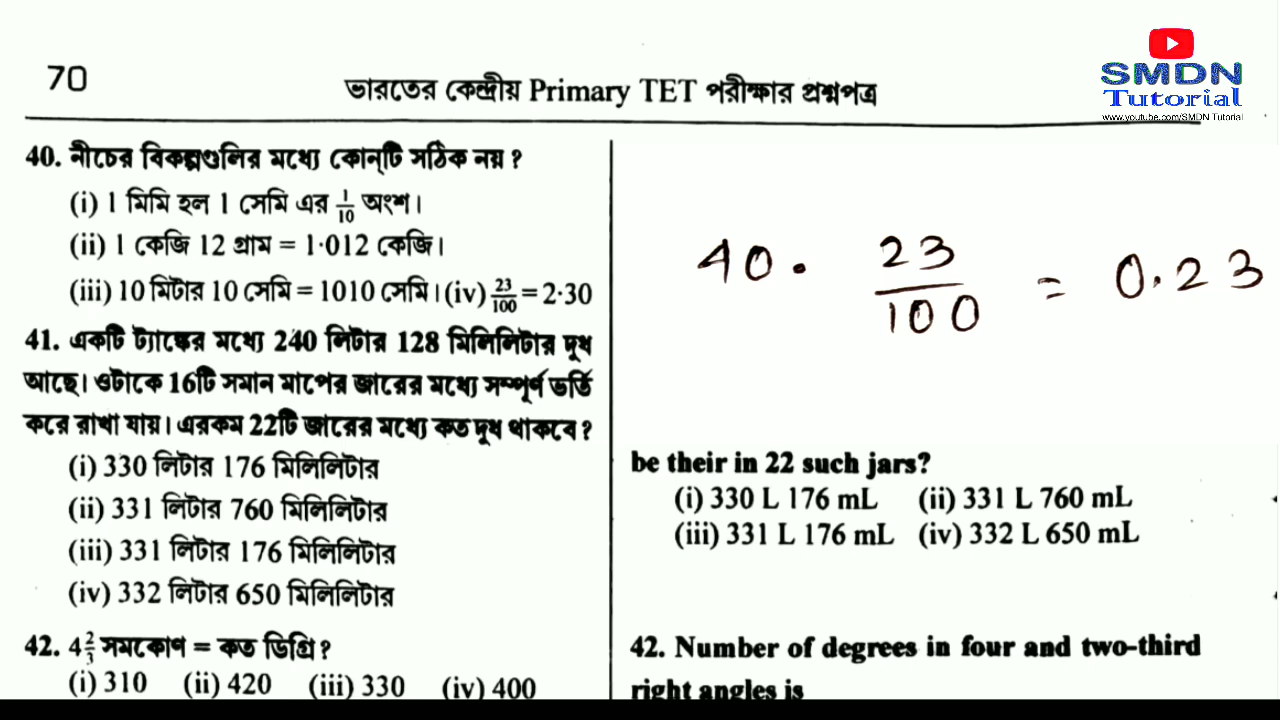 70
ভারতের কেন্দ্রীয় Primary TET পরীক্ষার প্রশ্নপত্র
SMDN
Tutorial
www.youtube.com/SMDN Tutorial
40. নীচের বিকল্পগুলির মধ্যে কোন্‌টি সঠিক নয় ?
(i) 1 মিমি হল 1 সেমি এর 1/10 অংশ।
(ii) 1 কেজি 12 গ্রাম = 1·012 কেজি।
(iii) 10 মিটার 10 সেমি = 1010 সেমি। (iv) 23/100 = 2·30
41. একটি ট্যাঙ্কের মধ্যে 240 লিটার 128 মিলিলিটার দুধ
আছে। ওটাকে 16টি সমান মাপের জারের মধ্যে সম্পূর্ণ ভর্তি
করে রাখা যায়। এরকম 22টি জারের মধ্যে কত দুধ থাকবে ?
(i) 330 লিটার 176 মিলিলিটার
(ii) 331 লিটার 760 মিলিলিটার
(iii) 331 লিটার 176 মিলিলিটার
(iv) 332 লিটার 650 মিলিলিটার
42. 4 2/3 সমকোণ = কত ডিগ্রি ?
(i) 310 (ii) 420 (iii) 330 (iv) 400
40. 23/100 = 0.23
be their in 22 such jars?
(i) 330 L 176 mL (ii) 331 L 760 mL
(iii) 331 L 176 mL (iv) 332 L 650 mL
42. Number of degrees in four and two-third
right angles is